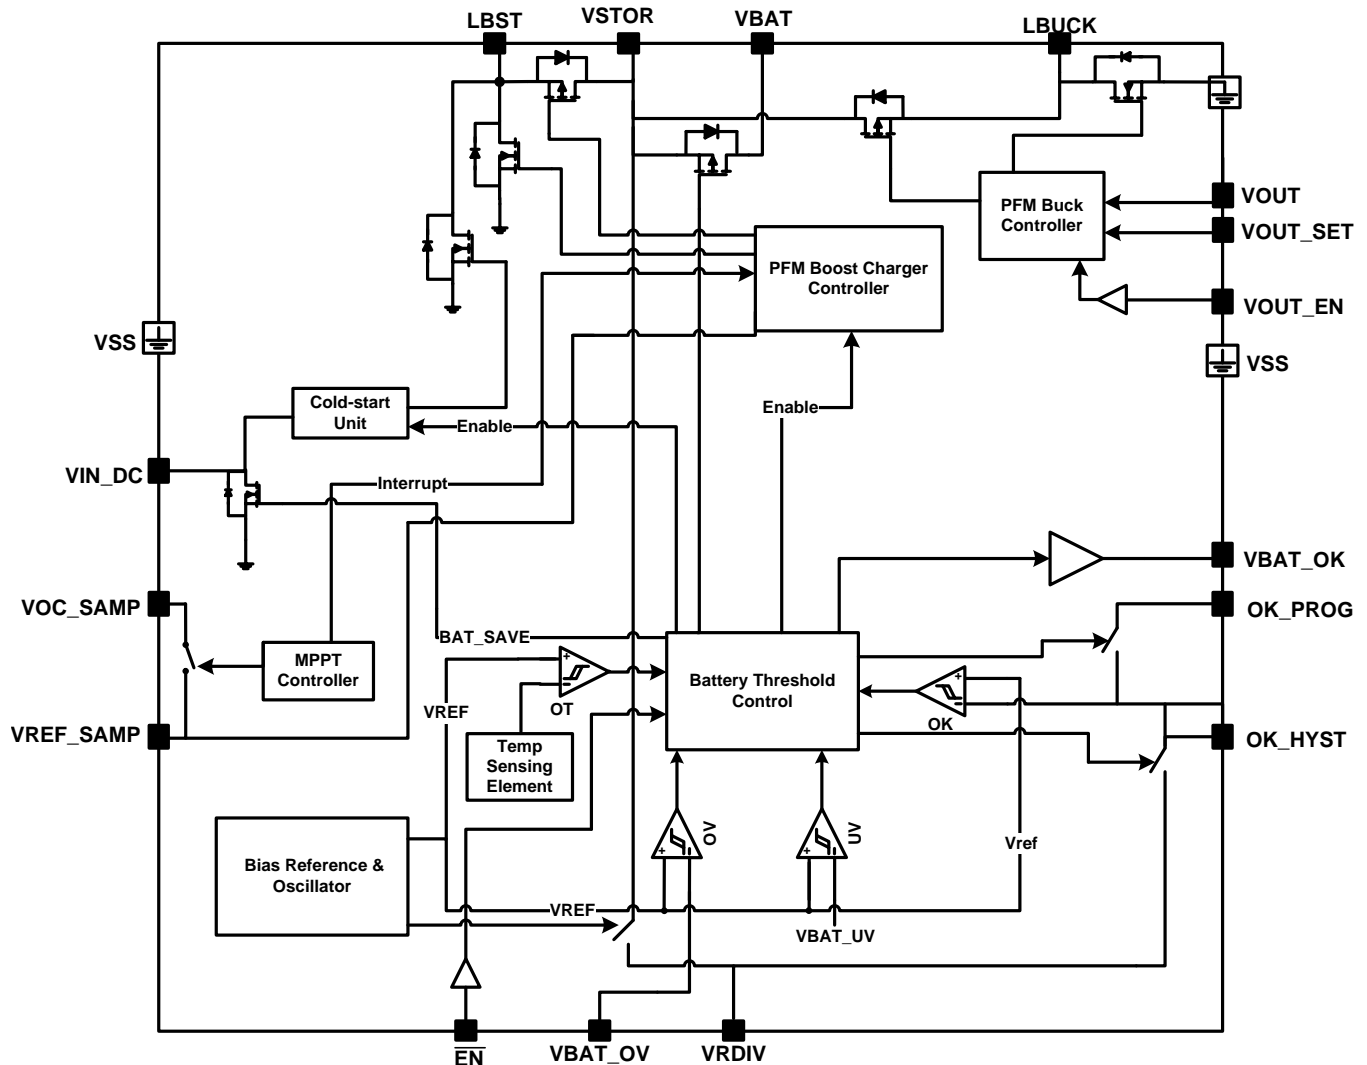 LBST
VSTOR
VBAT
LBUCK
PFM Buck
Controller
VOUT
VOUT_SET
VOUT_EN
PFM Boost Charger
Controller
VSS
VSS
Cold-start
Unit
Enable
Enable
VIN_DC
Interrupt
VBAT_OK
VOC_SAMP
OK_PROG
BAT_SAVE
MPPT
Controller
+
–
OT
Battery Threshold
Control
+
–
OK
VREF
VREF_SAMP
OK_HYST
Temp
Sensing
Element
Bias Reference &
Oscillator
+
–
OV
+
–
UV
Vref
VREF
VBAT_UV
EN
VBAT_OV
VRDIV